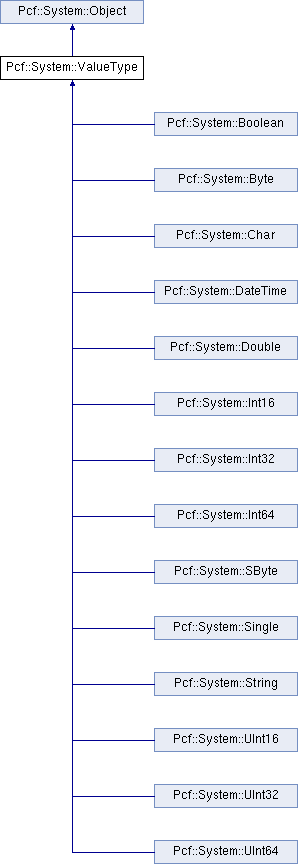 Pcf::System::Object
Pcf::System::ValueType
Pcf::System::Boolean
Pcf::System::Byte
Pcf::System::Char
Pcf::System::DateTime
Pcf::System::Double
Pcf::System::Int16
Pcf::System::Int32
Pcf::System::Int64
Pcf::System::SByte
Pcf::System::Single
Pcf::System::String
Pcf::System::UInt16
Pcf::System::UInt32
Pcf::System::UInt64